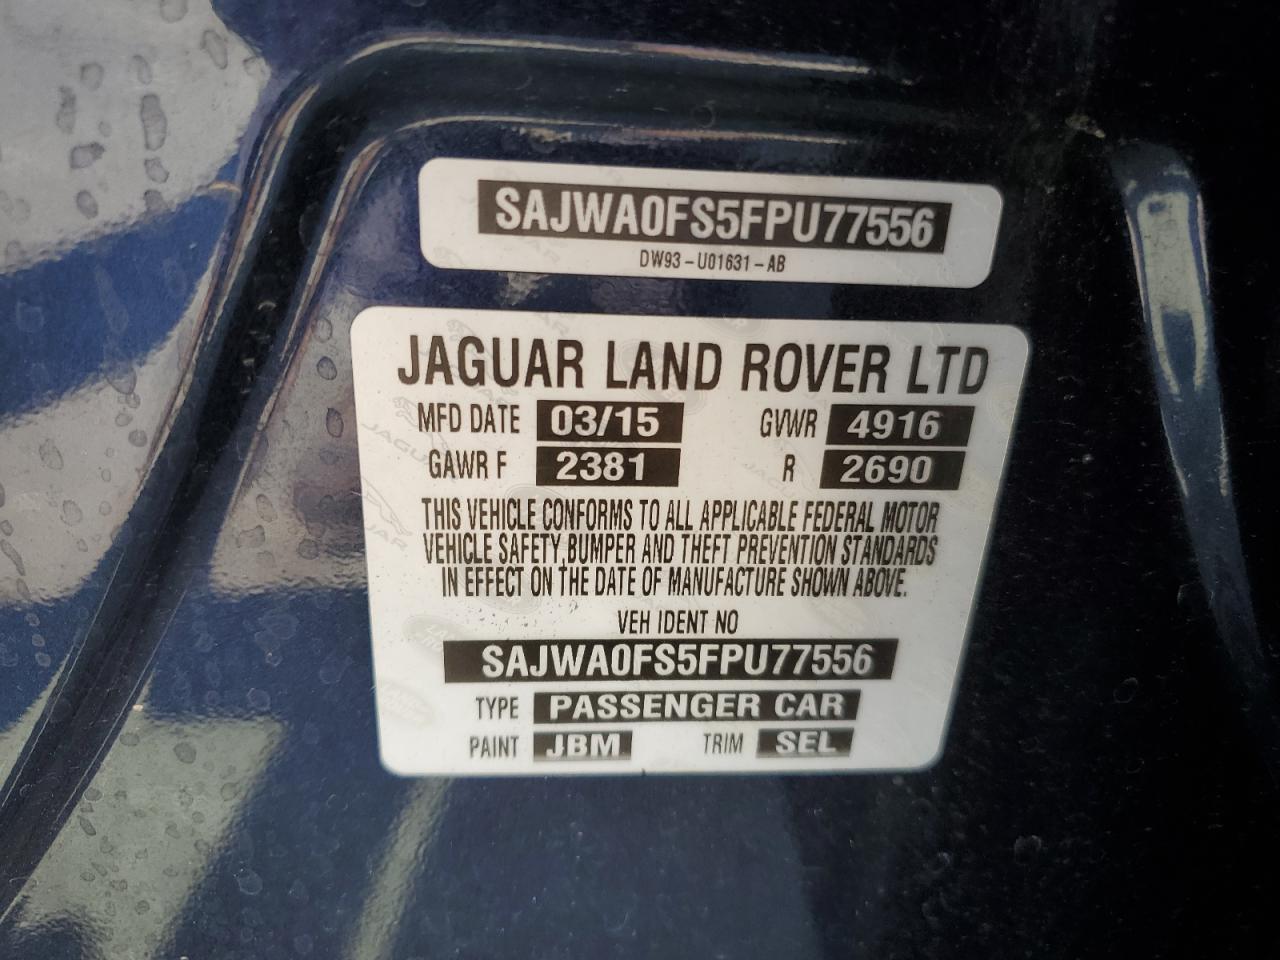 SAJWA0FS5FPU77556
DW93-U01631-AB
JAGUAR LAND ROVER LTD
MFD DATE 03/15 GVWR 4916
GAWR F 2381 R 2690
THIS VEHICLE CONFORMS TO ALL APPLICABLE FEDERAL MOTOR
VEHICLE SAFETY, BUMPER AND THEFT PREVENTION STANDARDS
IN EFFECT ON THE DATE OF MANUFACTURE SHOWN ABOVE.
VEH IDENT NO
SAJWA0FS5FPU77556
TYPE PASSENGER CAR
PAINT JBM TRIM SEL